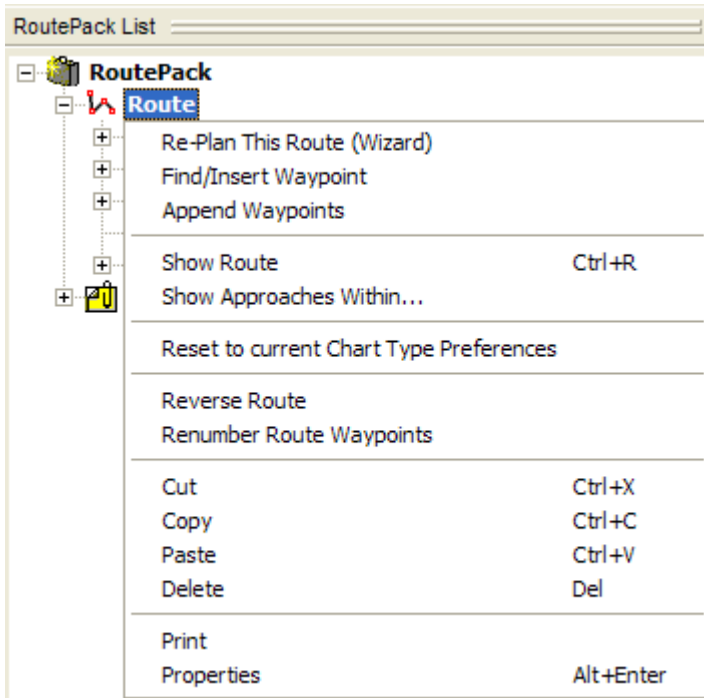 RoutePack List
RoutePack
Route
Re-Plan This Route (Wizard)
Find/Insert Waypoint
Append Waypoints
Show Route Ctrl+R
Show Approaches Within...
Reset to current Chart Type Preferences
Reverse Route
Renumber Route Waypoints
Cut Ctrl+X
Copy Ctrl+C
Paste Ctrl+V
Delete Del
Print
Properties Alt+Enter